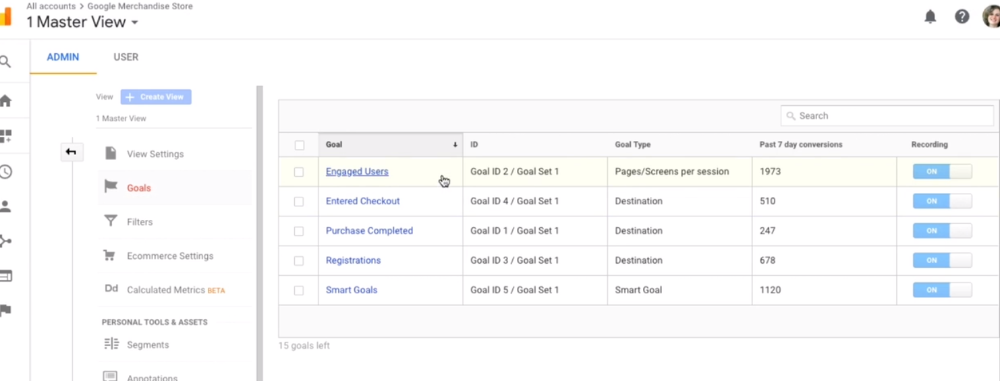 All accounts > Google Merchandise Store
1 Master View
ADMIN USER
View + Create View
1 Master View
View Settings
Goals
Filters
Ecommerce Settings
Dd Calculated Metrics BETA
PERSONAL TOOLS & ASSETS
Segments
Annotations
Search
Goal ID Goal Type Past 7 day conversions Recording
Engaged Users Goal ID 2 / Goal Set 1 Pages/Screens per session 1973 ON
Entered Checkout Goal ID 4 / Goal Set 1 Destination 510 ON
Purchase Completed Goal ID 1 / Goal Set 1 Destination 247 ON
Registrations Goal ID 3 / Goal Set 1 Destination 678 ON
Smart Goals Goal ID 5 / Goal Set 1 Smart Goal 1120 ON
15 goals left